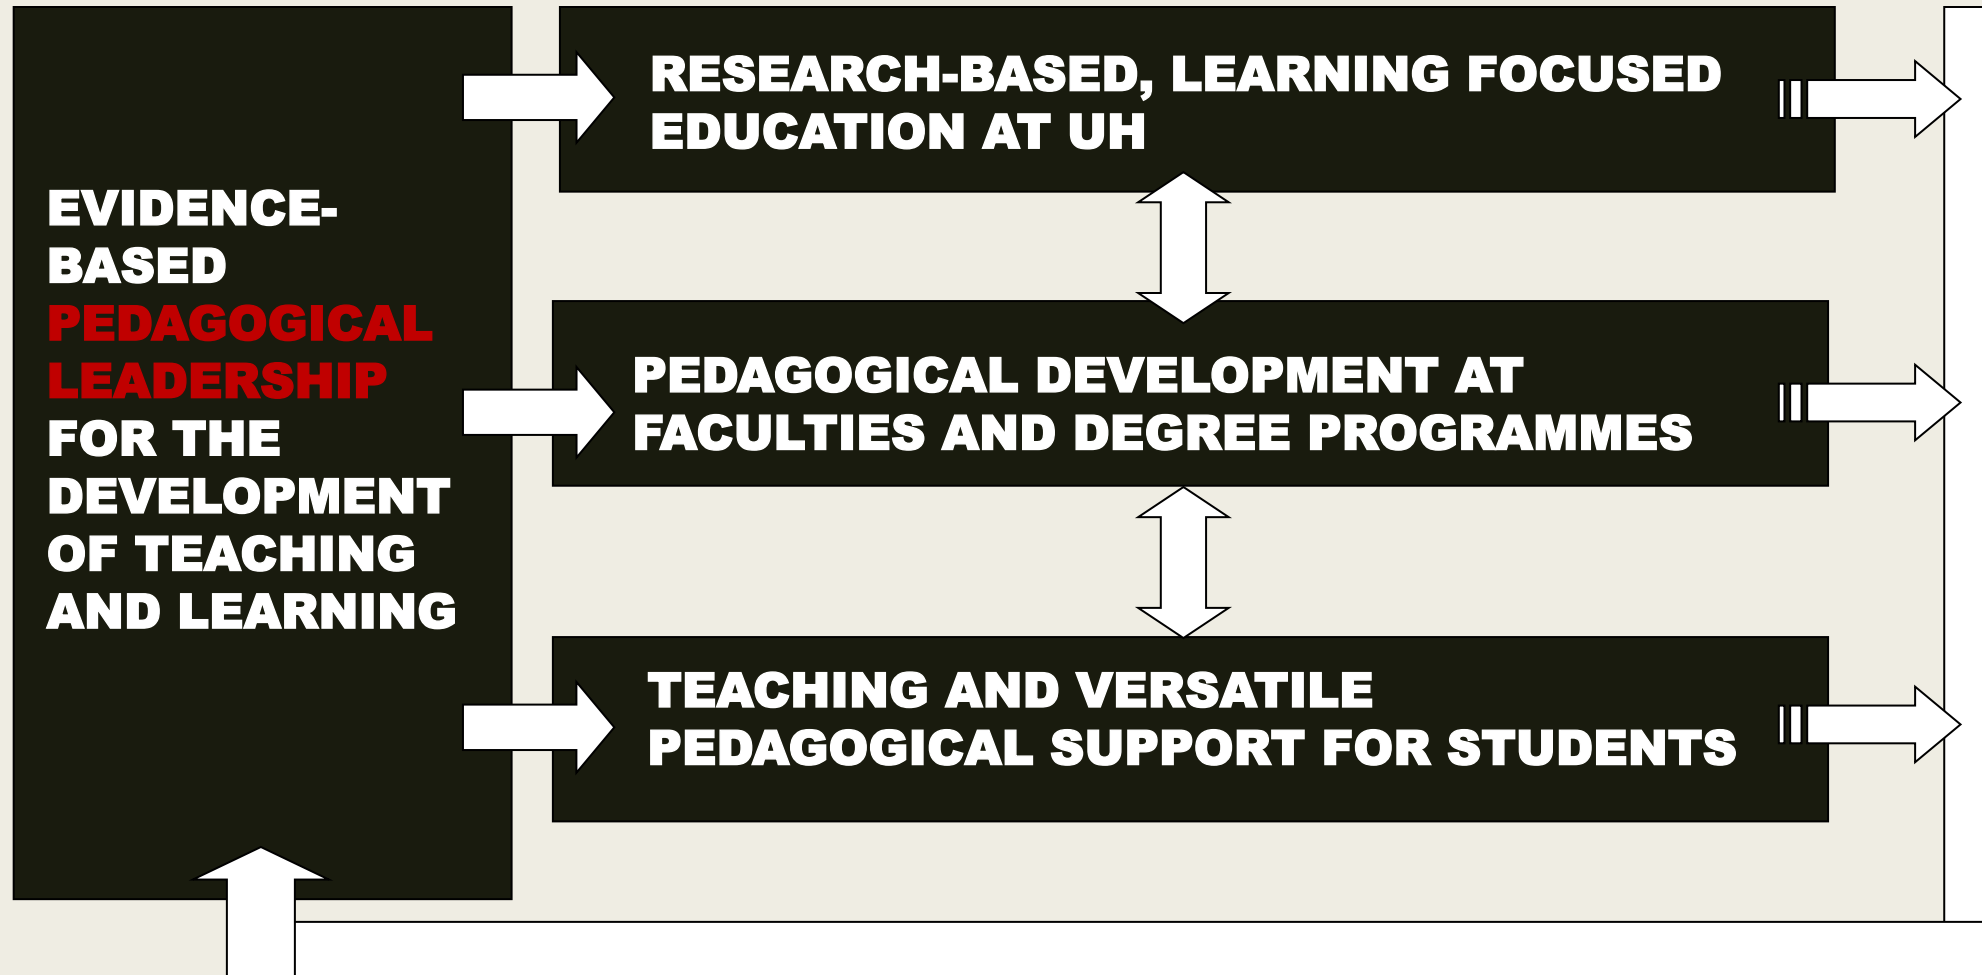 EVIDENCE-
BASED
PEDAGOGICAL
LEADERSHIP
FOR THE
DEVELOPMENT
OF TEACHING
AND LEARNING
RESEARCH-BASED, LEARNING FOCUSED
EDUCATION AT UH
PEDAGOGICAL DEVELOPMENT AT
FACULTIES AND DEGREE PROGRAMMES
TEACHING AND VERSATILE
PEDAGOGICAL SUPPORT FOR STUDENTS